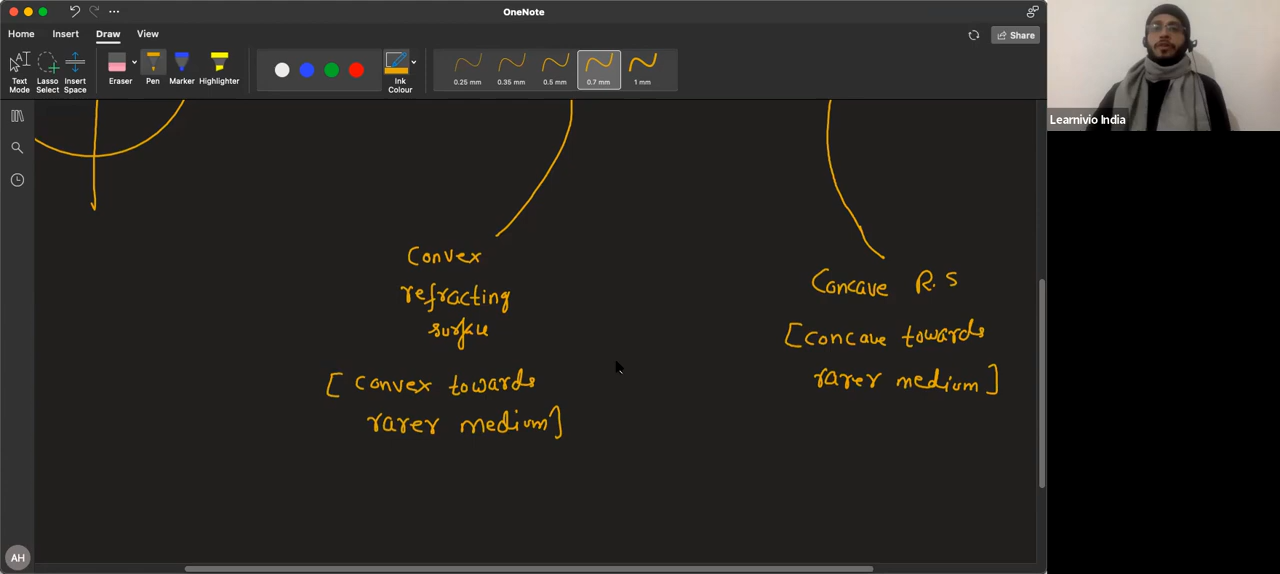 OneNote
Home Insert Draw View
Share
Text Mode
Lasso Select
Insert Space
Eraser
Pen
Marker
Highlighter
Ink Colour
0.25 mm
0.35 mm
0.5 mm
0.7 mm
1 mm
Learnivio India
Convex
refracting
surface
[ convex towards
rarer medium ]
Concave R.S
[ concave towards
rarer medium ]
AH